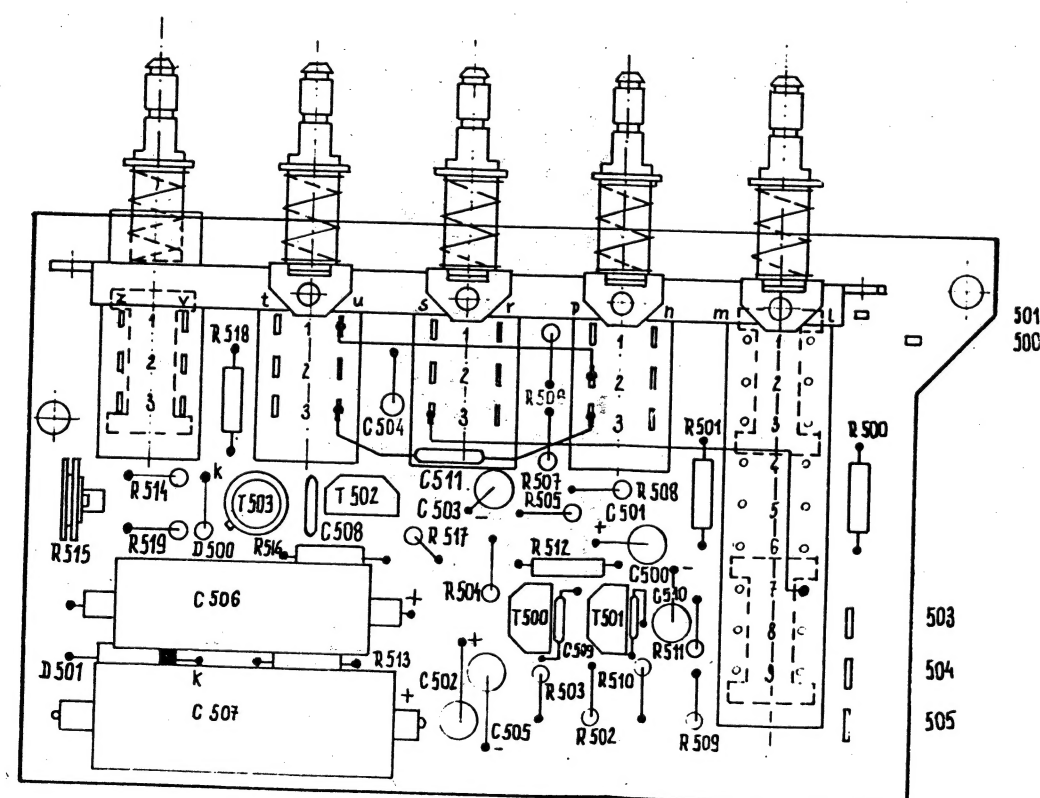 z y t u s r p n m l
1 1 1 1 1
2 2 2 2 2
3 3 3 3 3
4
5
6
7
8
9
501
500
R518
C504
R501
R500
K
R514
T503
T502
C511
C503
-
R507
R505
R508
C501
+
R515
R519
D500
C508
R517
R512
C500
-
C506
+
R504
T500
T501
C510
C509
R511
503
D501
K
R513
C502
+
R503
R510
504
C507
+
C505
-
R502
R509
505